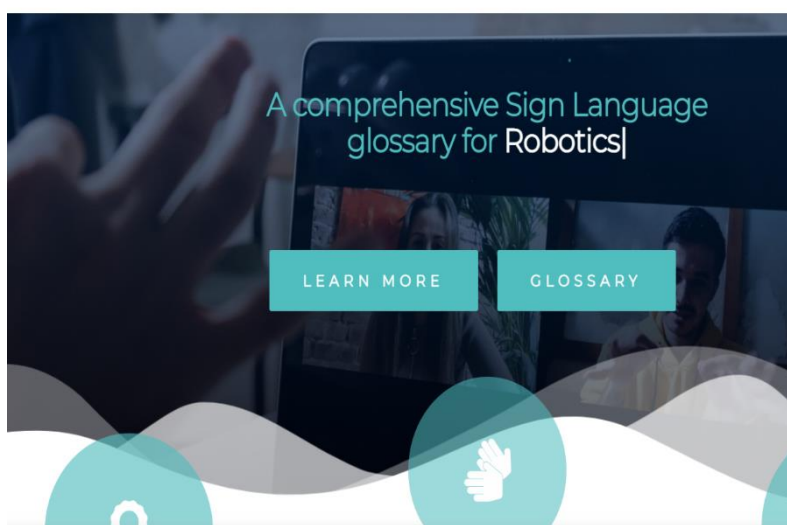 A comprehensive Sign Language
glossary for Robotics|
LEARN MORE
GLOSSARY